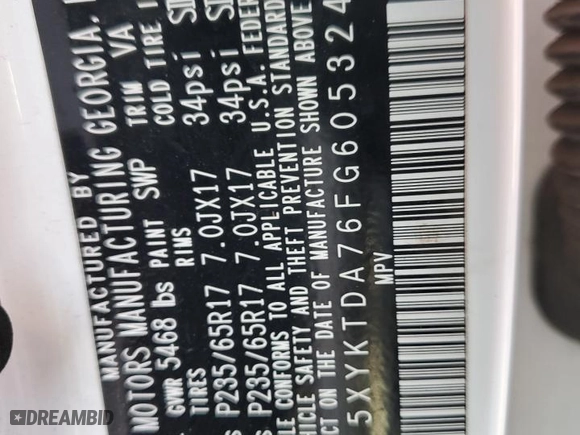 MANUFACTURED BY
MOTORS MANUFACTURING GEORGIA,
GVWR 5468 lbs PAINT SWP TRIM VA
TIRES RIMS COLD TIRE
P235/65R17 7.0JX17 34psi
P235/65R17 7.0JX17 34psi
CONFORMS TO ALL APPLICABLE U.S.A. FEDER
VEHICLE SAFETY AND THEFT PREVENTION STANDARD
ON THE DATE OF MANUFACTURE SHOWN ABOVE
5XYKTDA76FG605324
MPV
DREAMBID